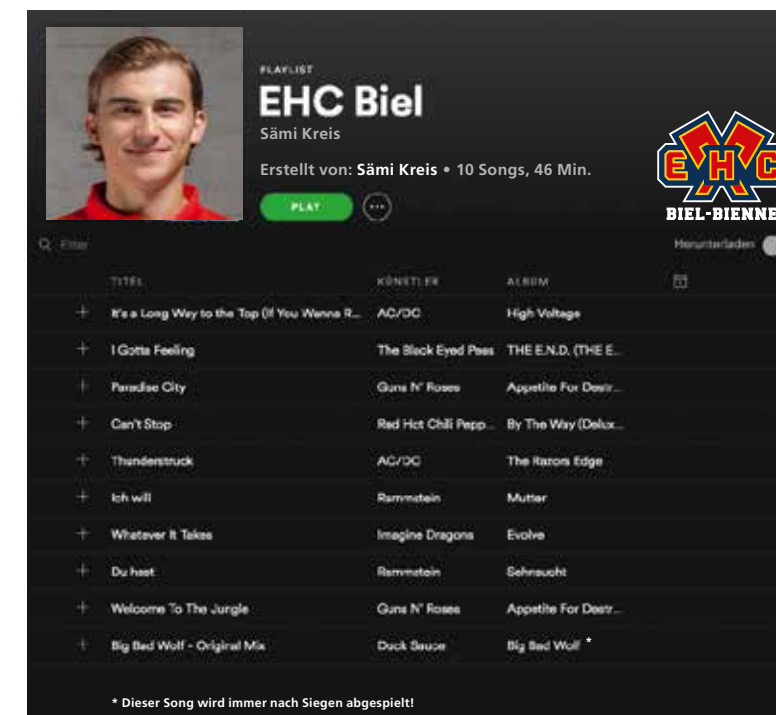 PLAYLIST
EHC Biel
Sämi Kreis
Erstellt von: Sämi Kreis • 10 Songs, 46 Min.
PLAY
EHC
BIEL-BIENNE
Filter
Herunterladen
TITEL KÜNSTLER ALBUM
It's a Long Way to the Top (If You Wanna R... AC/DC High Voltage
I Gotta Feeling The Black Eyed Peas THE E.N.D. (THE E...
Paradise City Guns N' Roses Appetite For Destr...
Can't Stop Red Hot Chili Pepp... By The Way (Delux...
Thunderstruck AC/DC The Razors Edge
Ich will Rammstein Mutter
Whatever It Takes Imagine Dragons Evolve
Du hast Rammstein Sehnsucht
Welcome To The Jungle Guns N' Roses Appetite For Destr...
Big Bad Wolf - Original Mix Duck Sauce Big Bad Wolf *
* Dieser Song wird immer nach Siegen abgespielt!